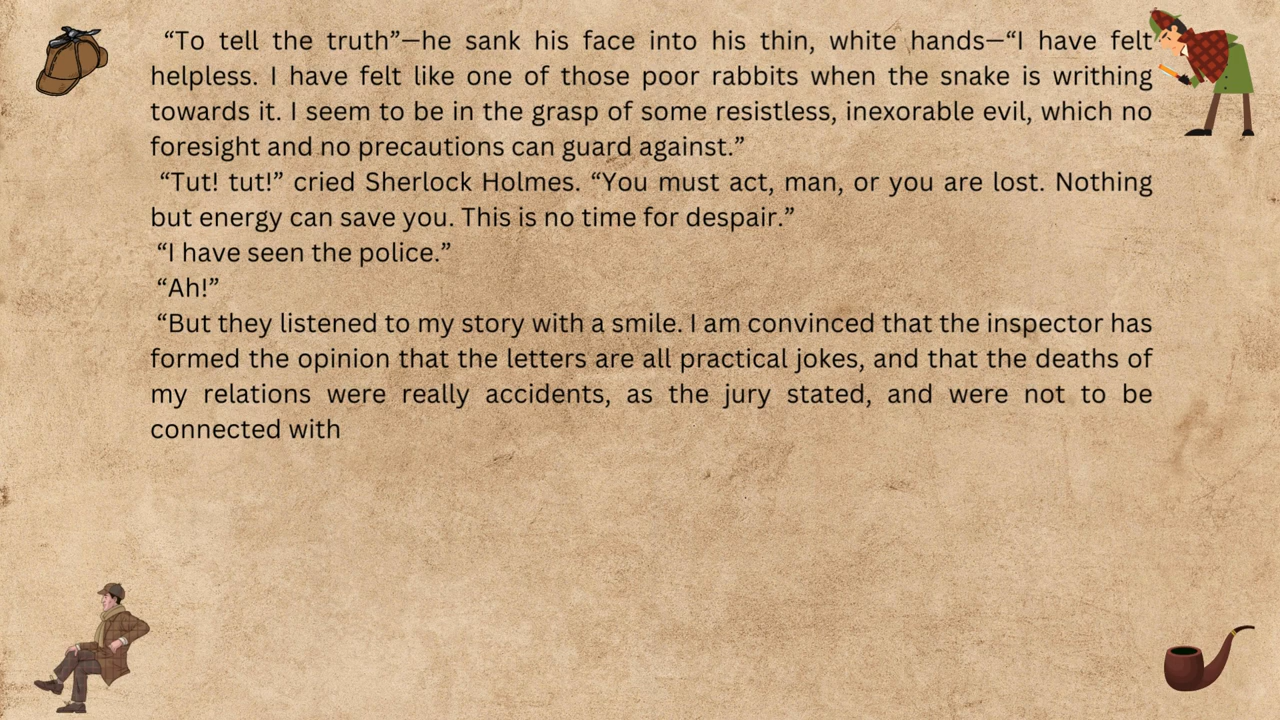 “To tell the truth”—he sank his face into his thin, white hands—“I have felt
helpless. I have felt like one of those poor rabbits when the snake is writhing
towards it. I seem to be in the grasp of some resistless, inexorable evil, which no
foresight and no precautions can guard against.”
“Tut! tut!” cried Sherlock Holmes. “You must act, man, or you are lost. Nothing
but energy can save you. This is no time for despair.”
“I have seen the police.”
“Ah!”
“But they listened to my story with a smile. I am convinced that the inspector has
formed the opinion that the letters are all practical jokes, and that the deaths of
my relations were really accidents, as the jury stated, and were not to be
connected with